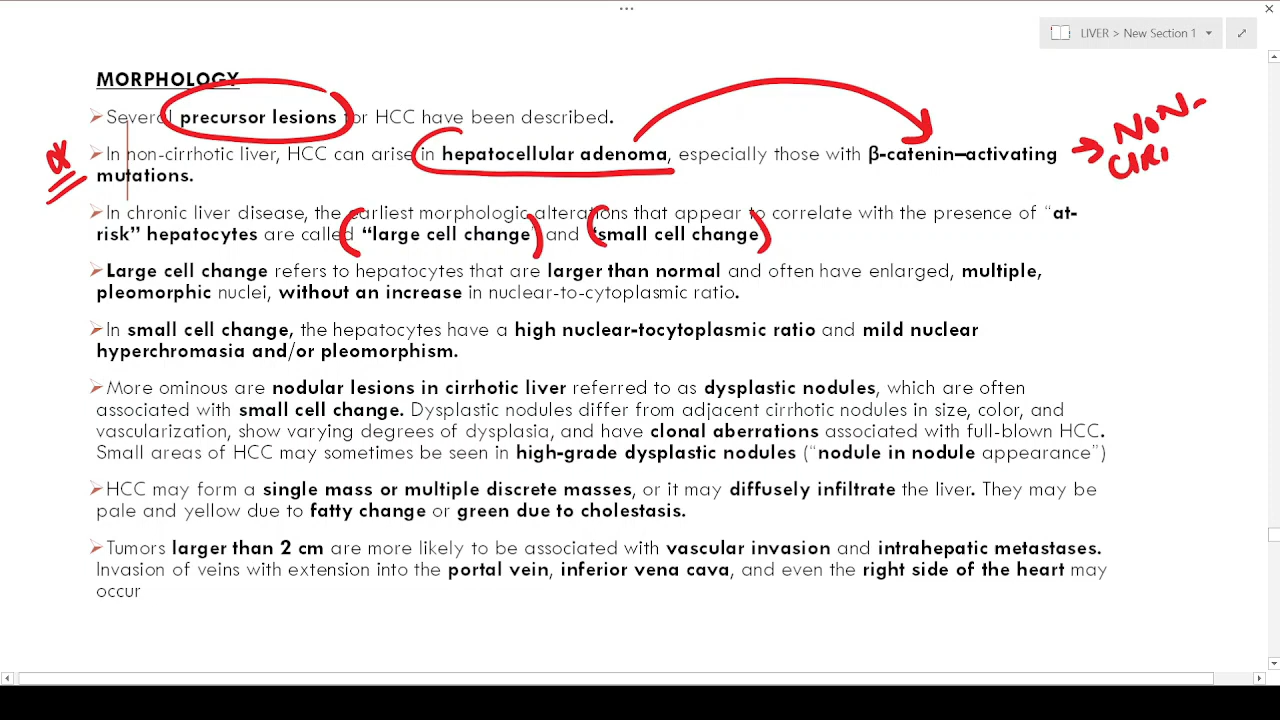 LIVER > New Section 1
MORPHOLOGY
Several precursor lesions for HCC have been described.
In non-cirrhotic liver, HCC can arise in hepatocellular adenoma, especially those with β-catenin–activating
mutations.
NON-
CIRI
In chronic liver disease, the earliest morphologic alterations that appear to correlate with the presence of “at-
risk” hepatocytes are called “large cell change” and “small cell change
Large cell change refers to hepatocytes that are larger than normal and often have enlarged, multiple,
pleomorphic nuclei, without an increase in nuclear-to-cytoplasmic ratio.
In small cell change, the hepatocytes have a high nuclear-tocytoplasmic ratio and mild nuclear
hyperchromasia and/or pleomorphism.
More ominous are nodular lesions in cirrhotic liver referred to as dysplastic nodules, which are often
associated with small cell change. Dysplastic nodules differ from adjacent cirrhotic nodules in size, color, and
vascularization, show varying degrees of dysplasia, and have clonal aberrations associated with full-blown HCC.
Small areas of HCC may sometimes be seen in high-grade dysplastic nodules (“nodule in nodule appearance”)
HCC may form a single mass or multiple discrete masses, or it may diffusely infiltrate the liver. They may be
pale and yellow due to fatty change or green due to cholestasis.
Tumors larger than 2 cm are more likely to be associated with vascular invasion and intrahepatic metastases.
Invasion of veins with extension into the portal vein, inferior vena cava, and even the right side of the heart may
occur